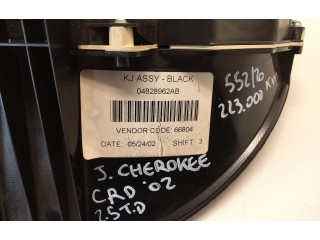 KJ ASSY - BLACK
04828962AB
VENDOR CODE: 66804
DATE: 05/24/02 SHIFT 3
552/20
223.000 KM
J. CHEROKEE
CRD '02
2.5 T.D